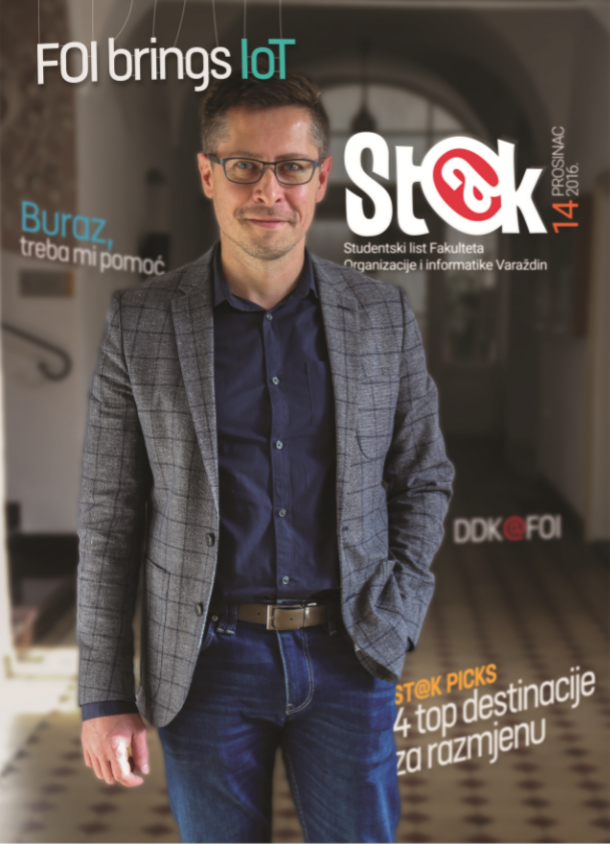 FOI brings IoT
St@k
14 PROSINAC
2016.
Studentski list Fakulteta
Organizacije i informatike Varaždin
Buraz,
treba mi pomoć
DDK@FOI
ST@K PICKS
4 top destinacije
za razmjenu